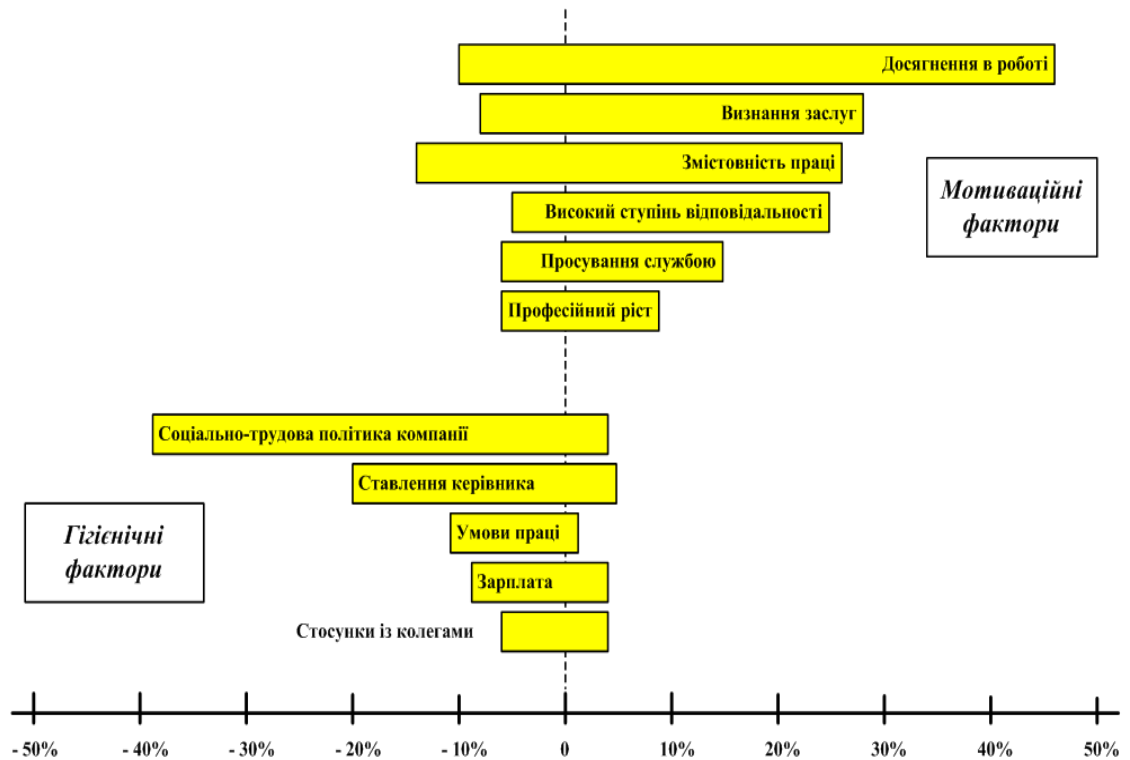 Досягнення в роботі
Визнання заслуг
Змістовність праці
Високий ступінь відповідальності
Просування службою
Професійний ріст
Мотиваційні
фактори
Соціально-трудова політика компанії
Ставлення керівника
Умови праці
Зарплата
Стосунки із колегами
Гігієнічні
фактори
- 50% - 40% - 30% - 20% - 10% 0 10% 20% 30% 40% 50%